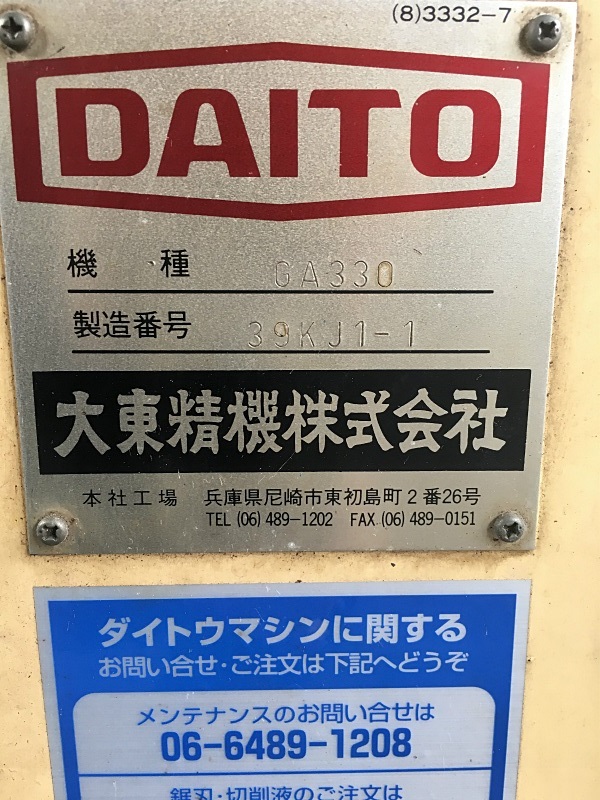 (8)3332-7
DAITO
機種 GA330
製造番号 39KJ1-1
大東精機株式会社
本社工場 兵庫県尼崎市東初島町2番26号
TEL (06) 489-1202 FAX (06) 489-0151
ダイトウマシンに関する
お問い合せ・ご注文は下記へどうぞ
メンテナンスのお問い合せは
06-6489-1208
鋸刃・切削液のご注文は